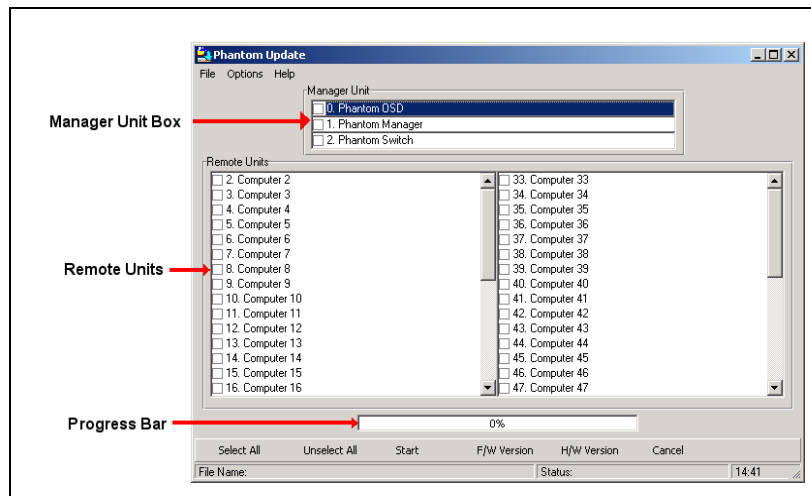 Phantom Update
File Options Help
Manager Unit
Manager Unit Box
0. Phantom OSD
1. Phantom Manager
2. Phantom Switch
Remote Units
2. Computer 2
3. Computer 3
4. Computer 4
5. Computer 5
6. Computer 6
7. Computer 7
8. Computer 8
9. Computer 9
10. Computer 10
11. Computer 11
12. Computer 12
13. Computer 13
14. Computer 14
15. Computer 15
16. Computer 16
33. Computer 33
34. Computer 34
35. Computer 35
36. Computer 36
37. Computer 37
38. Computer 38
39. Computer 39
40. Computer 40
41. Computer 41
42. Computer 42
43. Computer 43
44. Computer 44
45. Computer 45
46. Computer 46
47. Computer 47
Remote Units
Progress Bar
0%
Select All Unselect All Start F/W Version H/W Version Cancel
File Name: Status: 14:41